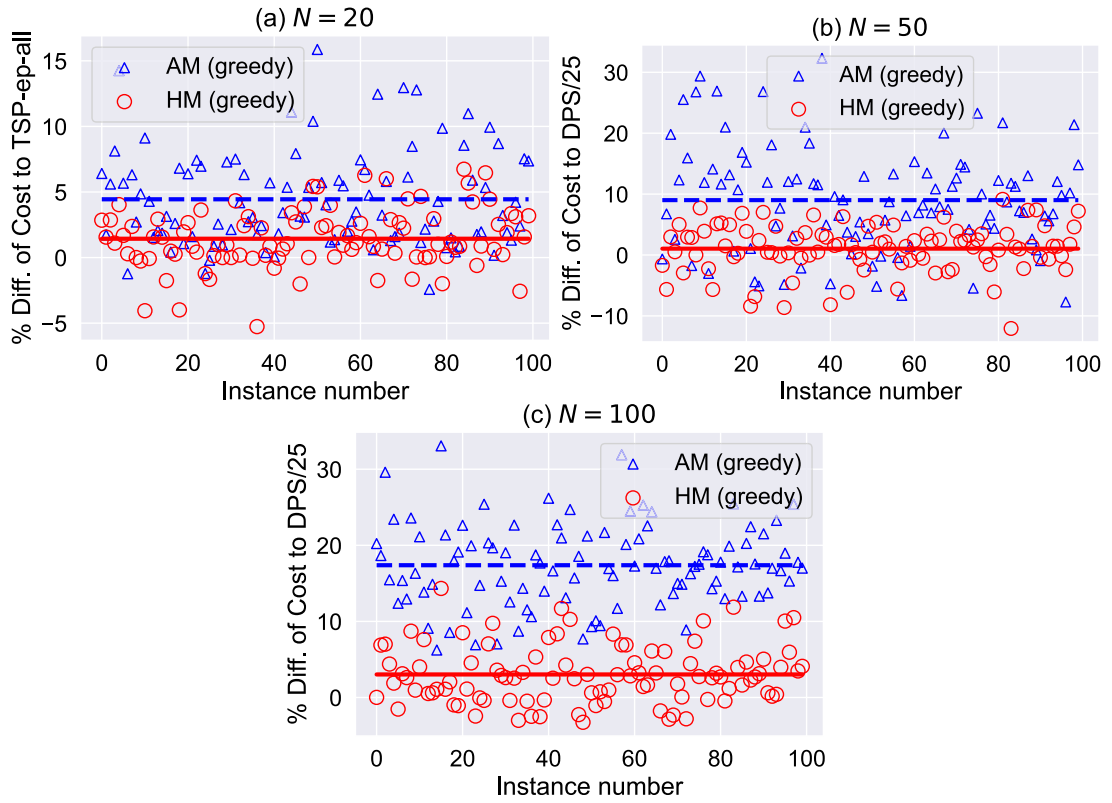 (a) N = 20
% Diff. of Cost to TSP-ep-all
15
10
5
0
−5
AM (greedy)
HM (greedy)
0 20 40 60 80 100
Instance number
(b) N = 50
% Diff. of Cost to DPS/25
30
20
10
0
−10
AM (greedy)
HM (greedy)
0 20 40 60 80 100
Instance number
(c) N = 100
% Diff. of Cost to DPS/25
30
20
10
0
AM (greedy)
HM (greedy)
0 20 40 60 80 100
Instance number